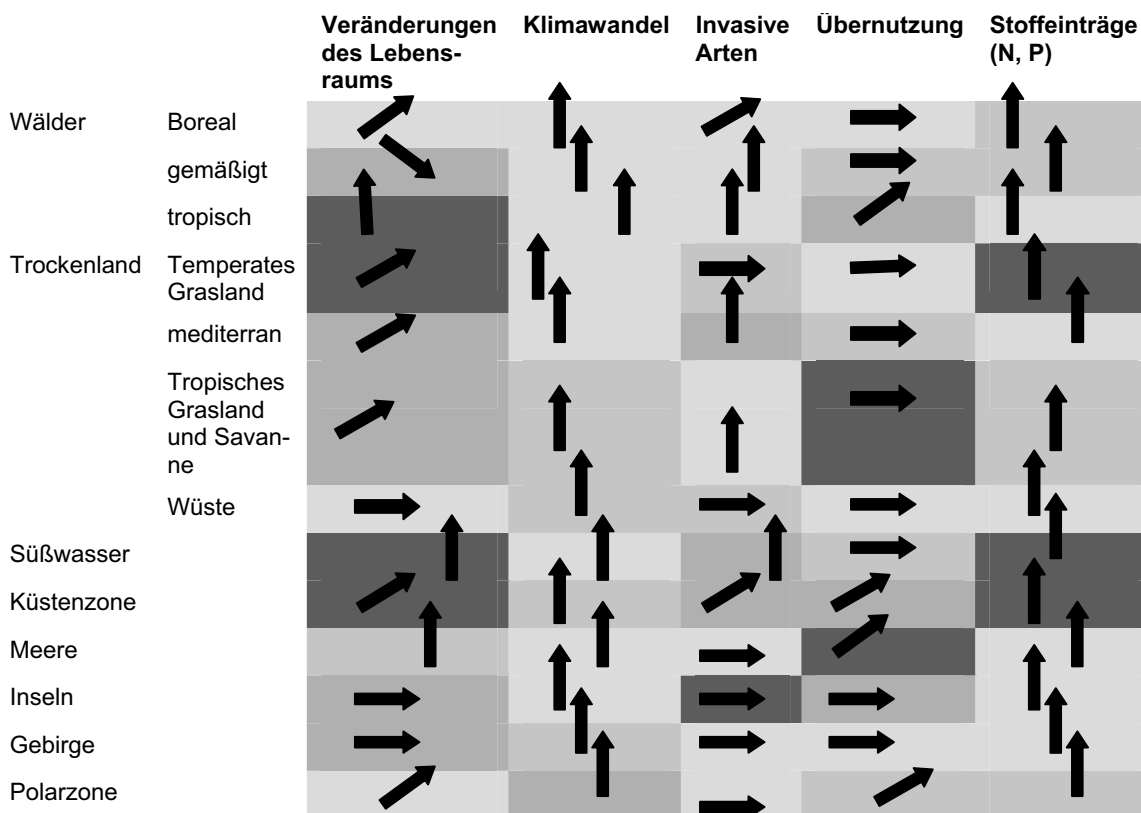 Veränderungen des Lebens-raums Klimawandel Invasive Arten Übernutzung Stoffeinträge (N, P)
Wälder Boreal
gemäßigt
tropisch
Trockenland Temperates
Grasland
mediterran
Tropisches
Grasland
und Savan-
ne
Wüste
Süßwasser
Küstenzone
Meere
Inseln
Gebirge
Polarzone